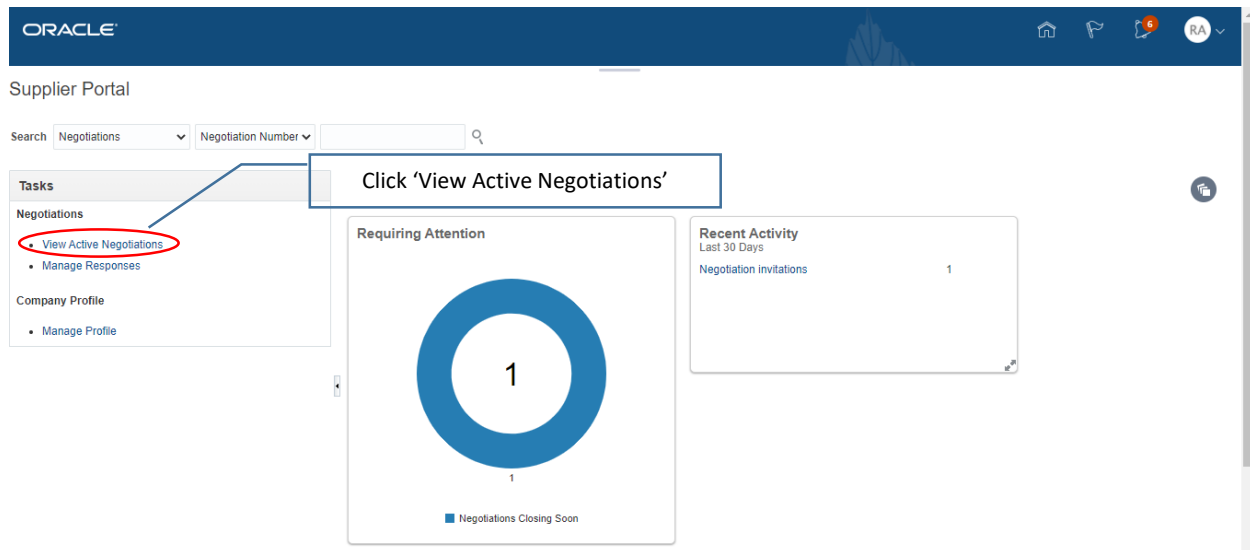 ORACLE
6
RA
Supplier Portal
Search Negotiations Negotiation Number
Click ‘View Active Negotiations’
Tasks
Negotiations
View Active Negotiations
Manage Responses
Company Profile
Manage Profile
Requiring Attention
1
1
Negotiations Closing Soon
Recent Activity
Last 30 Days
Negotiation invitations 1